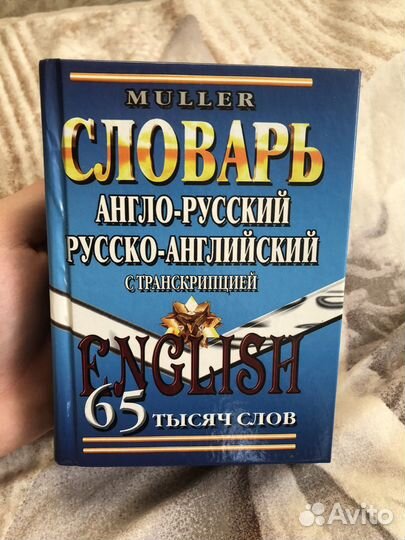 MULLER
СЛОВАРЬ
АНГЛО-РУССКИЙ
РУССКО-АНГЛИЙСКИЙ
С ТРАНСКРИПЦИЕЙ
ENGLISH
65 ТЫСЯЧ СЛОВ
Avito